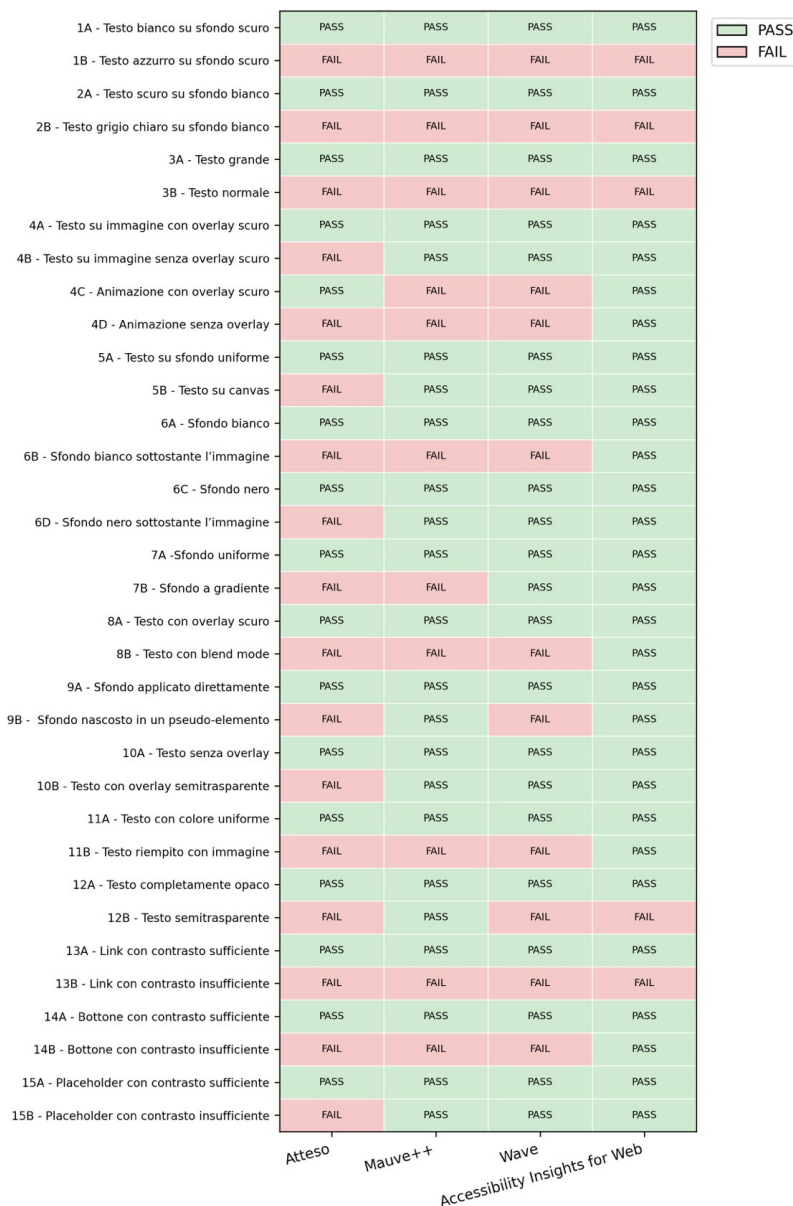 1A - Testo bianco su sfondo scuro PASS PASS PASS PASS
PASS
1B - Testo azzurro su sfondo scuro FAIL FAIL FAIL FAIL
FAIL
2A - Testo scuro su sfondo bianco PASS PASS PASS PASS
2B - Testo grigio chiaro su sfondo bianco FAIL FAIL FAIL FAIL
3A - Testo grande PASS PASS PASS PASS
3B - Testo normale FAIL FAIL FAIL FAIL
4A - Testo su immagine con overlay scuro PASS PASS PASS PASS
4B - Testo su immagine senza overlay scuro FAIL PASS PASS PASS
4C - Animazione con overlay scuro PASS FAIL FAIL PASS
4D - Animazione senza overlay FAIL FAIL FAIL PASS
5A - Testo su sfondo uniforme PASS PASS PASS PASS
5B - Testo su canvas FAIL PASS PASS PASS
6A - Sfondo bianco PASS PASS PASS PASS
6B - Sfondo bianco sottostante l’immagine FAIL FAIL FAIL PASS
6C - Sfondo nero PASS PASS PASS PASS
6D - Sfondo nero sottostante l’immagine FAIL PASS PASS PASS
7A -Sfondo uniforme PASS PASS PASS PASS
7B - Sfondo a gradiente FAIL FAIL PASS PASS
8A - Testo con overlay scuro PASS PASS PASS PASS
8B - Testo con blend mode FAIL FAIL FAIL PASS
9A - Sfondo applicato direttamente PASS PASS PASS PASS
9B -  Sfondo nascosto in un pseudo-elemento FAIL PASS FAIL PASS
10A - Testo senza overlay PASS PASS PASS PASS
10B - Testo con overlay semitrasparente FAIL PASS PASS PASS
11A - Testo con colore uniforme PASS PASS PASS PASS
11B - Testo riempito con immagine FAIL FAIL FAIL PASS
12A - Testo completamente opaco PASS PASS PASS PASS
12B - Testo semitrasparente FAIL PASS FAIL FAIL
13A - Link con contrasto sufficiente PASS PASS PASS PASS
13B - Link con contrasto insufficiente FAIL FAIL FAIL FAIL
14A - Bottone con contrasto sufficiente PASS PASS PASS PASS
14B - Bottone con contrasto insufficiente FAIL FAIL FAIL PASS
15A - Placeholder con contrasto sufficiente PASS PASS PASS PASS
15B - Placeholder con contrasto insufficiente FAIL PASS PASS PASS
Atteso Mauve++ Wave Accessibility Insights for Web